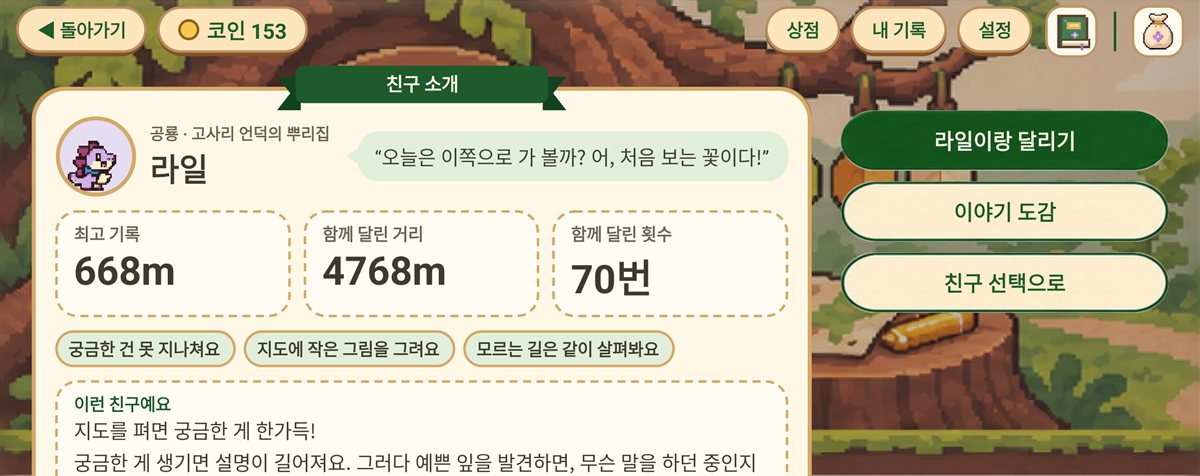 ◀ 돌아가기
코인 153
상점
내 기록
설정
친구 소개
공룡 · 고사리 언덕의 뿌리집
라일
“오늘은 이쪽으로 가 볼까? 어, 처음 보는 꽃이다!”
최고 기록
668m
함께 달린 거리
4768m
함께 달린 횟수
70번
궁금한 건 못 지나쳐요
지도에 작은 그림을 그려요
모르는 길은 같이 살펴봐요
이런 친구예요
지도를 펴면 궁금한 게 한가득!
궁금한 게 생기면 설명이 길어져요. 그러다 예쁜 잎을 발견하면, 무슨 말을 하던 중인지
라일이랑 달리기
이야기 도감
친구 선택으로